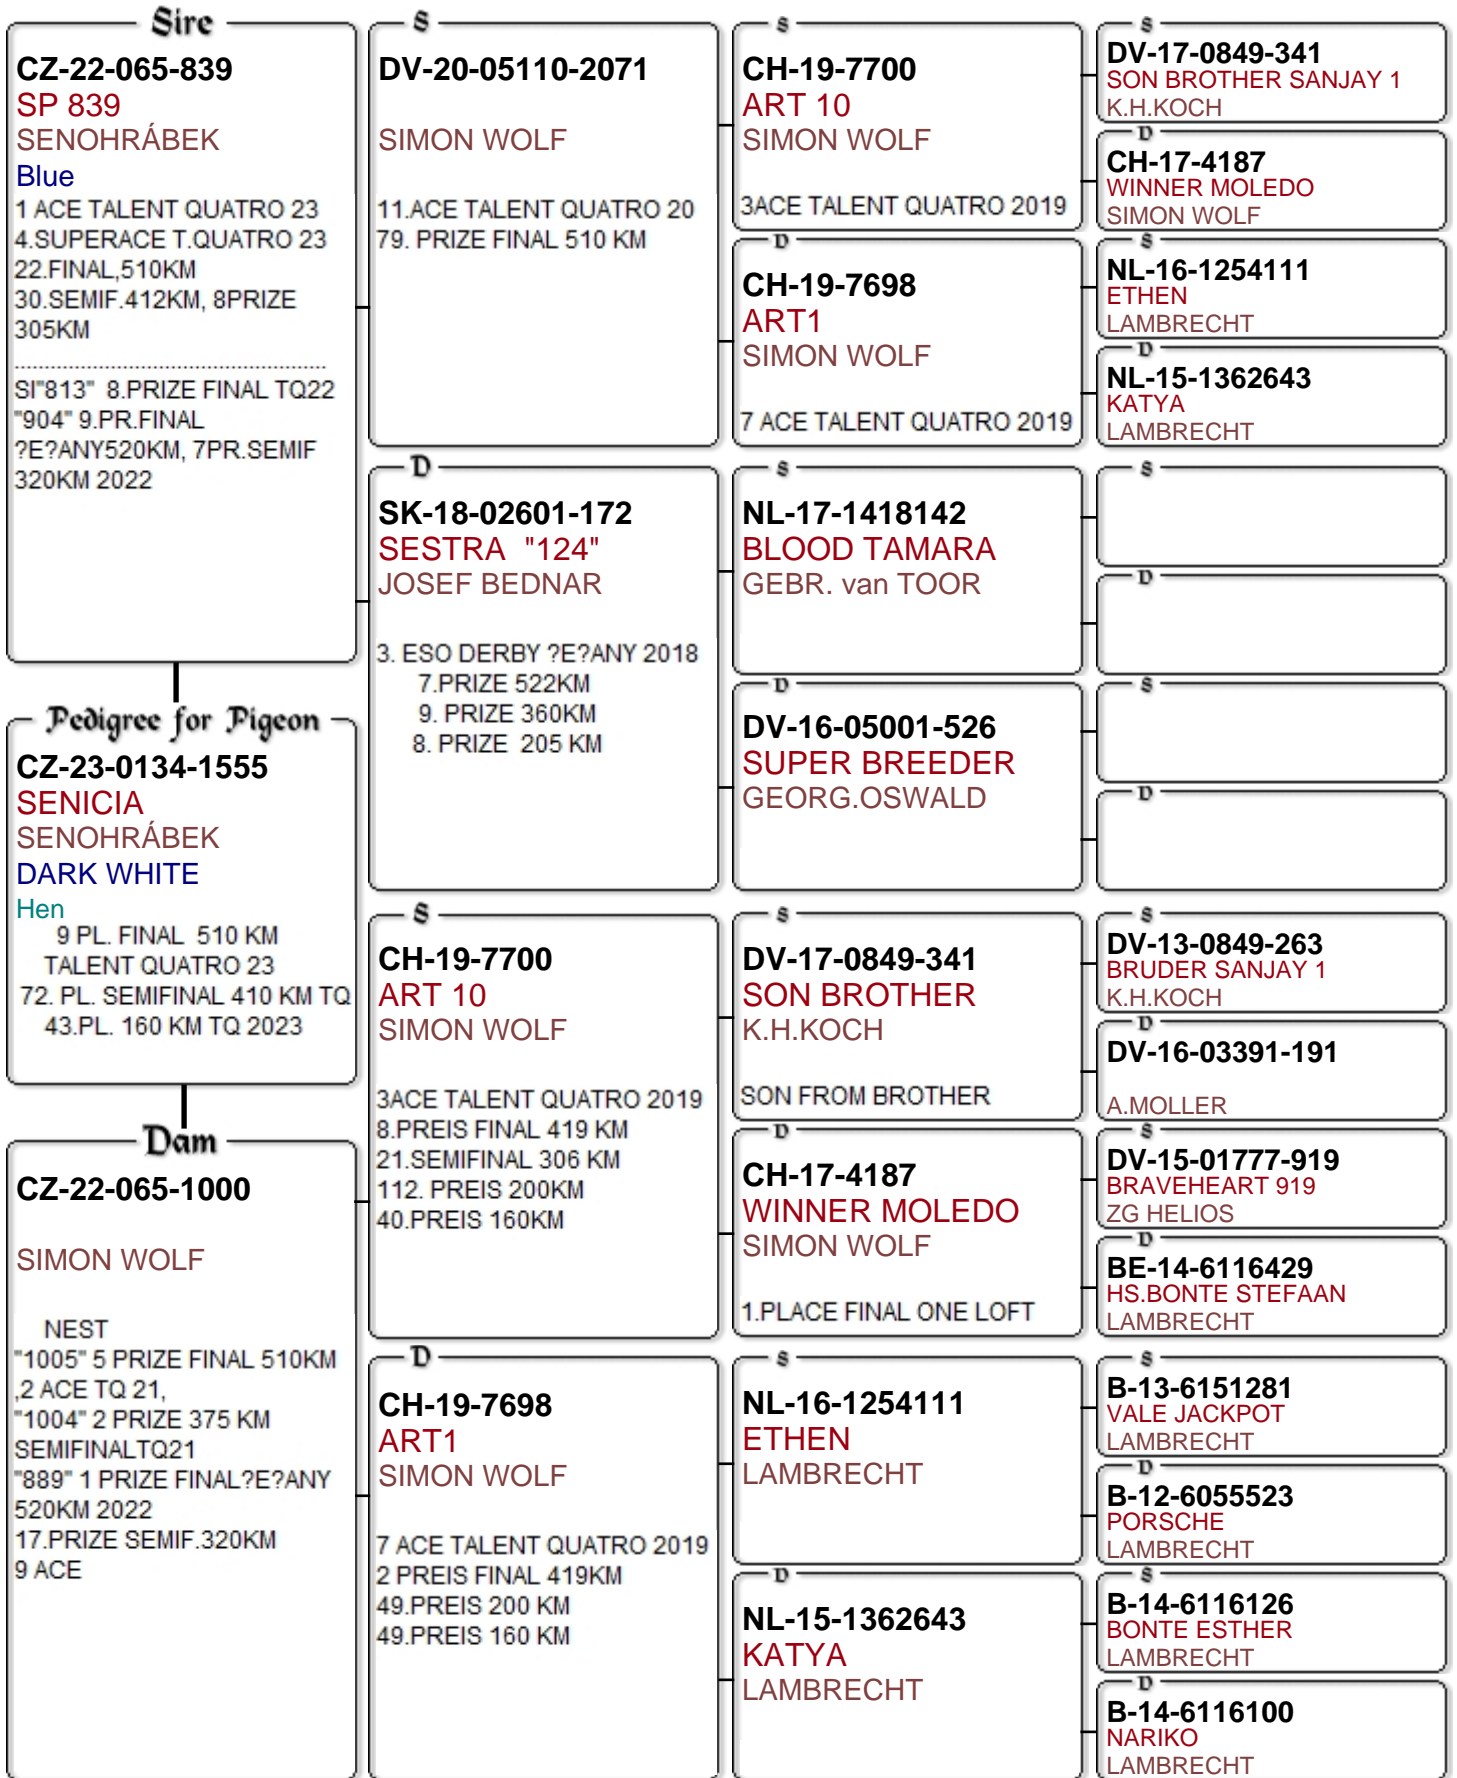 Sire
CZ-22-065-839
SP 839
SENOHRÁBEK
Blue
1 ACE TALENT QUATRO 23
4.SUPERACE T.QUATRO 23
22.FINAL,510KM
30.SEMIF.412KM, 8PRIZE
305KM
....................................................
SI"813" 8.PRIZE FINAL TQ22
"904" 9.PR.FINAL
?E?ANY520KM, 7PR.SEMIF
320KM 2022
Pedigree for Pigeon
CZ-23-0134-1555
SENICIA
SENOHRÁBEK
DARK WHITE
Hen
9 PL. FINAL 510 KM
TALENT QUATRO 23
72. PL. SEMIFINAL 410 KM TQ
43.PL. 160 KM TQ 2023
Dam
CZ-22-065-1000
SIMON WOLF
NEST
"1005" 5 PRIZE FINAL 510KM
,2 ACE TQ 21,
"1004" 2 PRIZE 375 KM
SEMIFINALTQ21
"889" 1 PRIZE FINAL?E?ANY
520KM 2022
17.PRIZE SEMIF.320KM
9 ACE
S
DV-20-05110-2071
SIMON WOLF
11.ACE TALENT QUATRO 20
79. PRIZE FINAL 510 KM
D
SK-18-02601-172
SESTRA "124"
JOSEF BEDNAR
3. ESO DERBY ?E?ANY 2018
7.PRIZE 522KM
9. PRIZE 360KM
8. PRIZE 205 KM
S
CH-19-7700
ART 10
SIMON WOLF
3ACE TALENT QUATRO 2019
8.PREIS FINAL 419 KM
21.SEMIFINAL 306 KM
112. PREIS 200KM
40.PREIS 160KM
D
CH-19-7698
ART1
SIMON WOLF
7 ACE TALENT QUATRO 2019
2 PREIS FINAL 419KM
49.PREIS 200 KM
49.PREIS 160 KM
S
CH-19-7700
ART 10
SIMON WOLF
3ACE TALENT QUATRO 2019
D
CH-19-7698
ART1
SIMON WOLF
7 ACE TALENT QUATRO 2019
S
NL-17-1418142
BLOOD TAMARA
GEBR. van TOOR
D
DV-16-05001-526
SUPER BREEDER
GEORG.OSWALD
S
DV-17-0849-341
SON BROTHER
K.H.KOCH
SON FROM BROTHER
D
CH-17-4187
WINNER MOLEDO
SIMON WOLF
1.PLACE FINAL ONE LOFT
S
NL-16-1254111
ETHEN
LAMBRECHT
D
NL-15-1362643
KATYA
LAMBRECHT
S
DV-17-0849-341
SON BROTHER SANJAY 1
K.H.KOCH
D
CH-17-4187
WINNER MOLEDO
SIMON WOLF
S
NL-16-1254111
ETHEN
LAMBRECHT
D
NL-15-1362643
KATYA
LAMBRECHT
S
D
S
D
S
DV-13-0849-263
BRUDER SANJAY 1
K.H.KOCH
D
DV-16-03391-191
A.MOLLER
S
DV-15-01777-919
BRAVEHEART 919
ZG HELIOS
D
BE-14-6116429
HS.BONTE STEFAAN
LAMBRECHT
S
B-13-6151281
VALE JACKPOT
LAMBRECHT
D
B-12-6055523
PORSCHE
LAMBRECHT
S
B-14-6116126
BONTE ESTHER
LAMBRECHT
D
B-14-6116100
NARIKO
LAMBRECHT